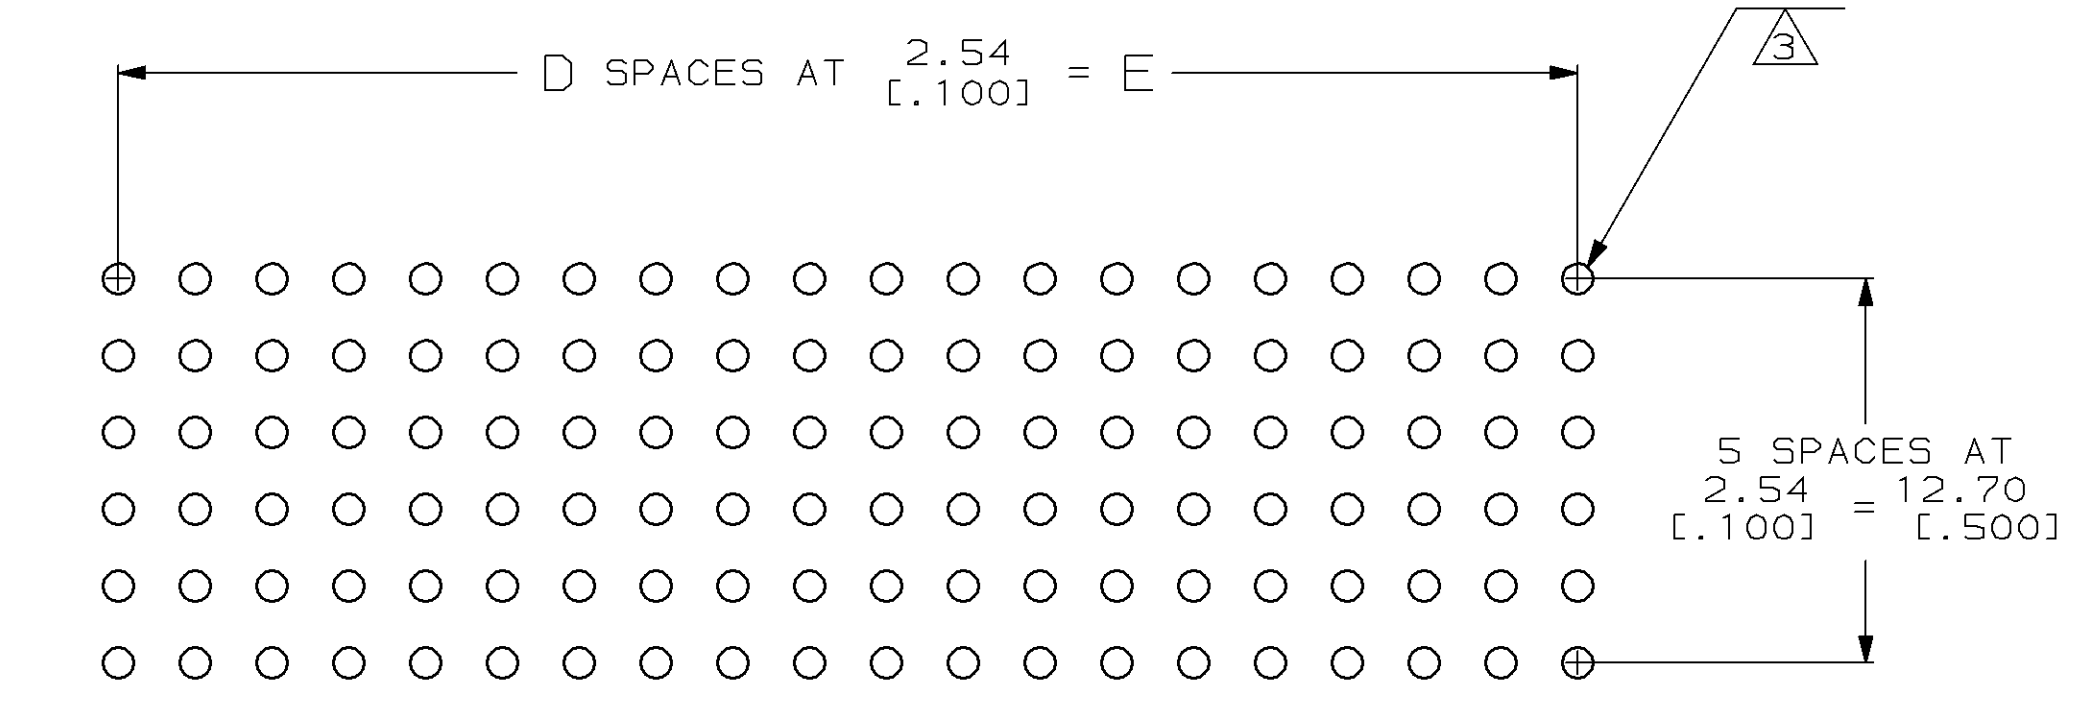 D SPACES AT 2.54 [.100] = E
3
5 SPACES AT
2.54 = 12.70
[.100] [.500]